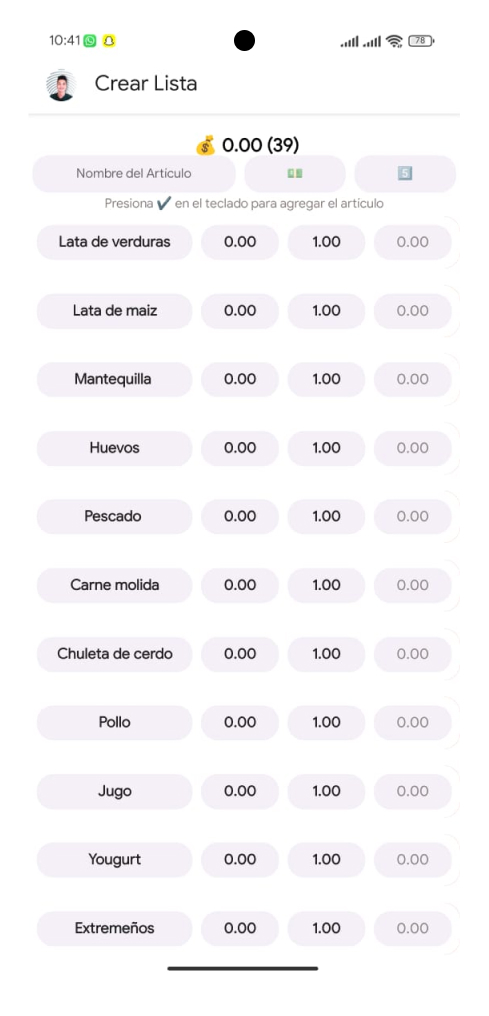 10:41 78
Crear Lista
0.00 (39)
Nombre del Artículo 5
Presiona ✔ en el teclado para agregar el artículo
Lata de verduras 0.00 1.00 0.00
Lata de maiz 0.00 1.00 0.00
Mantequilla 0.00 1.00 0.00
Huevos 0.00 1.00 0.00
Pescado 0.00 1.00 0.00
Carne molida 0.00 1.00 0.00
Chuleta de cerdo 0.00 1.00 0.00
Pollo 0.00 1.00 0.00
Jugo 0.00 1.00 0.00
Yougurt 0.00 1.00 0.00
Extremeños 0.00 1.00 0.00